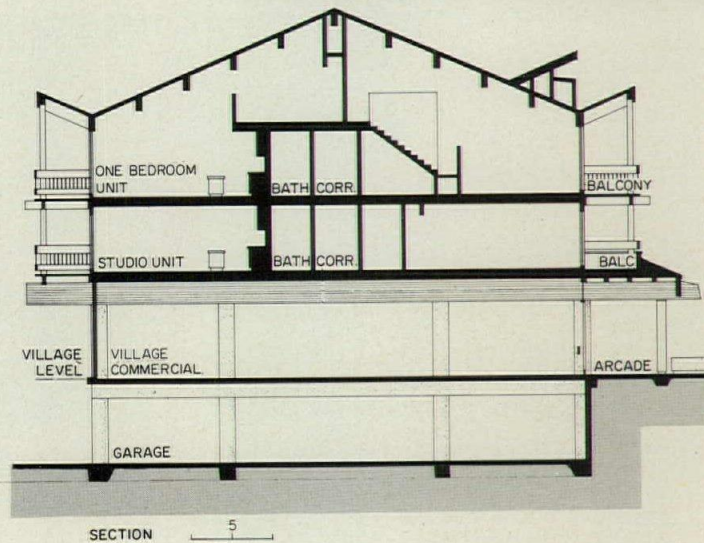 ONE BEDROOM
UNIT
BATH
CORR.
BALCONY
STUDIO UNIT
BATH
CORR.
BALC
VILLAGE
LEVEL
VILLAGE
COMMERCIAL
ARCADE
GARAGE
SECTION
5